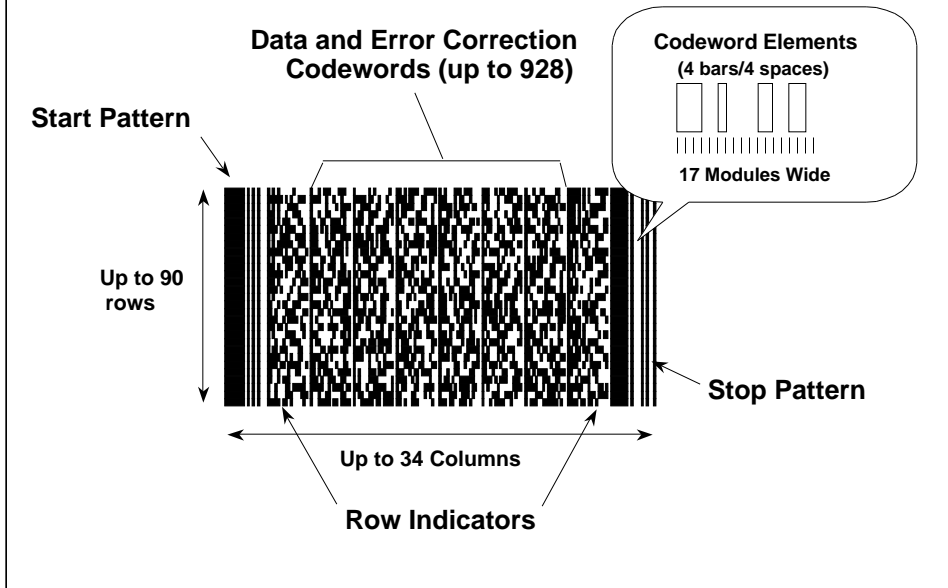 Data and Error Correction
Codewords (up to 928)
Codeword Elements
(4 bars/4 spaces)
17 Modules Wide
Start Pattern
Up to 90
rows
Stop Pattern
Up to 34 Columns
Row Indicators